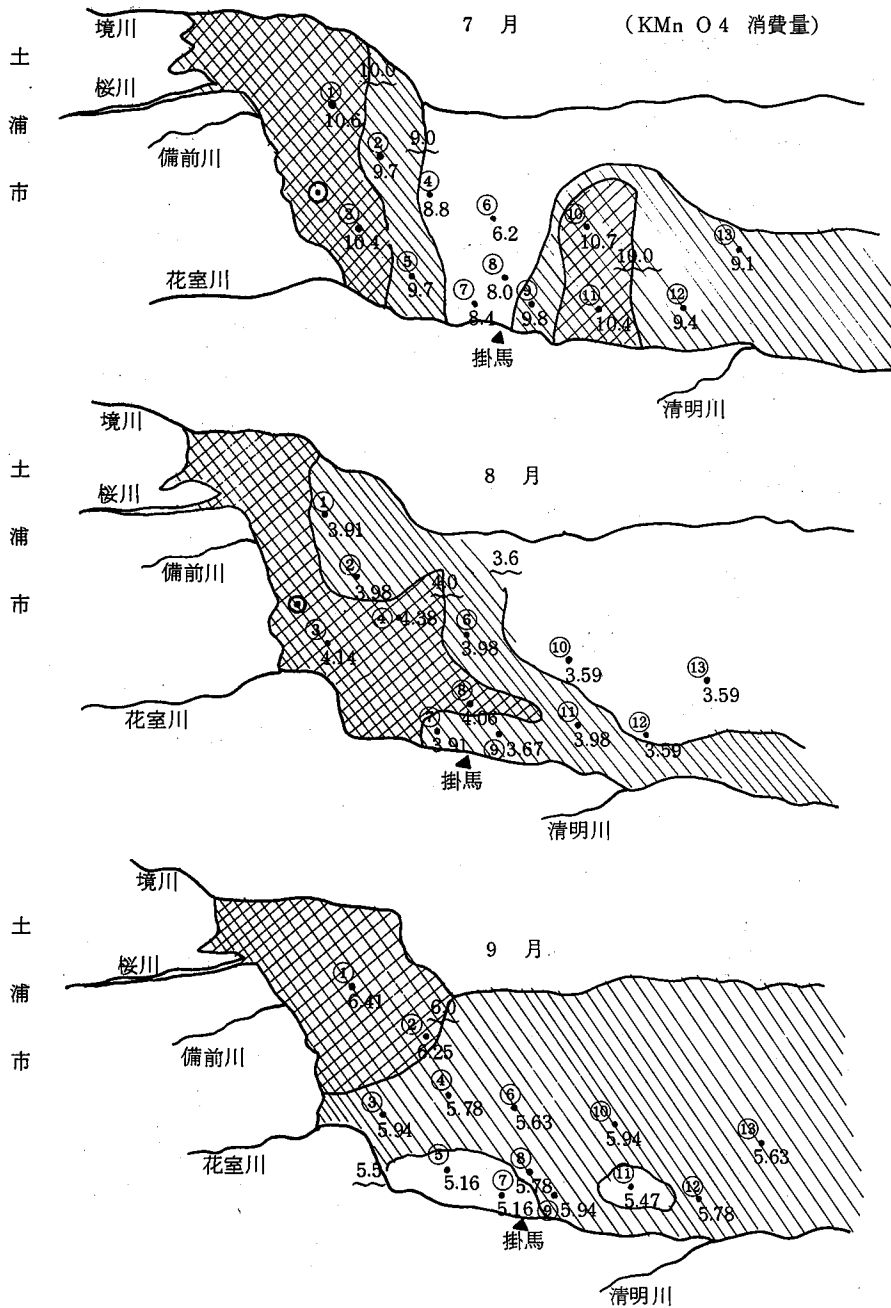 7 月 (KMn O 4 消費量)
土浦市
境川
桜川
備前川
花室川
掛馬
清明川
10.0
9.0
10.0
① 10.6
② 9.7
③ 10.4
④ 8.8
⑤ 9.7
⑥ 6.2
⑦ 8.4
⑧ 8.0
⑨ 9.8
⑩ 10.7
⑪ 10.4
⑫ 9.4
⑬ 9.1
8 月
土浦市
境川
桜川
備前川
花室川
掛馬
清明川
3.6
4.0
① 3.91
② 3.98
③ 4.14
④ 4.38
⑥ 3.98
⑦ 3.91
⑧ 4.06
⑨ 3.67
⑩ 3.59
⑪ 3.98
⑫ 3.59
⑬ 3.59
9 月
土浦市
境川
桜川
備前川
花室川
掛馬
清明川
6.0
5.5
① 6.41
② 6.25
③ 5.94
④ 5.78
⑤ 5.16
⑥ 5.63
⑦ 5.16
⑧ 5.78
⑨ 5.94
⑩ 5.94
⑪ 5.47
⑫ 5.78
⑬ 5.63